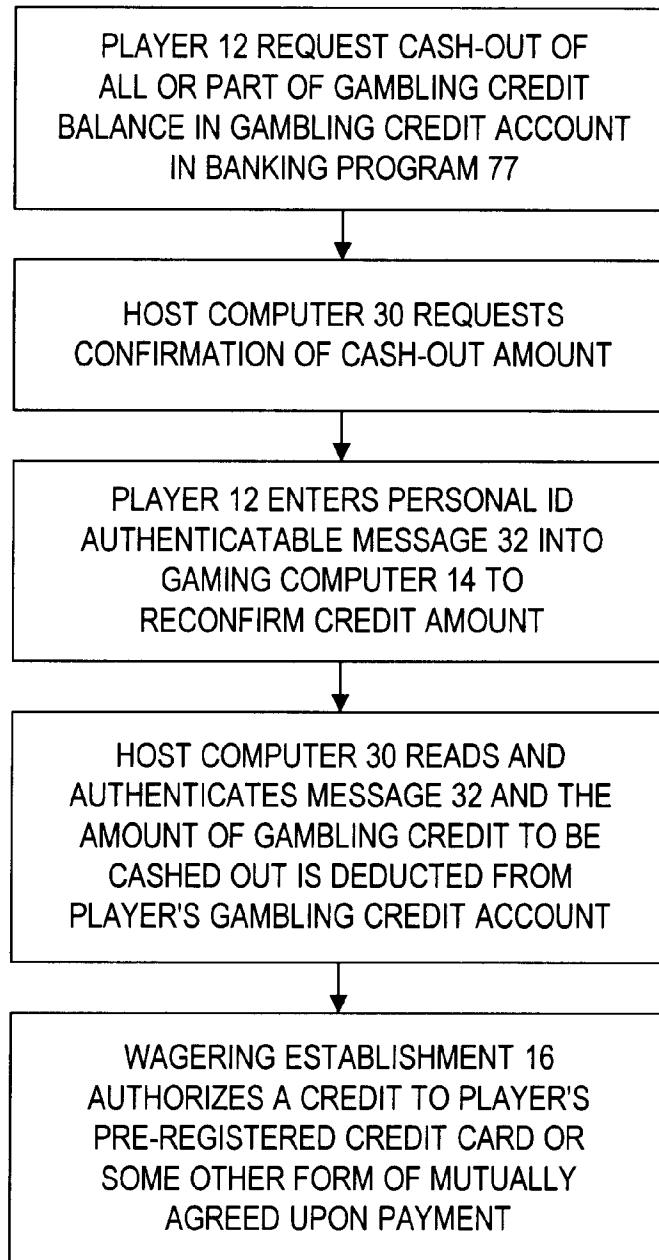 PLAYER 12 REQUEST CASH-OUT OF
ALL OR PART OF GAMBLING CREDIT
BALANCE IN GAMBLING CREDIT ACCOUNT
IN BANKING PROGRAM 77
HOST COMPUTER 30 REQUESTS
CONFIRMATION OF CASH-OUT AMOUNT
PLAYER 12 ENTERS PERSONAL ID
AUTHENTICATABLE MESSAGE 32 INTO
GAMING COMPUTER 14 TO
RECONFIRM CREDIT AMOUNT
HOST COMPUTER 30 READS AND
AUTHENTICATES MESSAGE 32 AND THE
AMOUNT OF GAMBLING CREDIT TO BE
CASHED OUT IS DEDUCTED FROM
PLAYER'S GAMBLING CREDIT ACCOUNT
WAGERING ESTABLISHMENT 16
AUTHORIZES A CREDIT TO PLAYER'S
PRE-REGISTERED CREDIT CARD OR
SOME OTHER FORM OF MUTUALLY
AGREED UPON PAYMENT